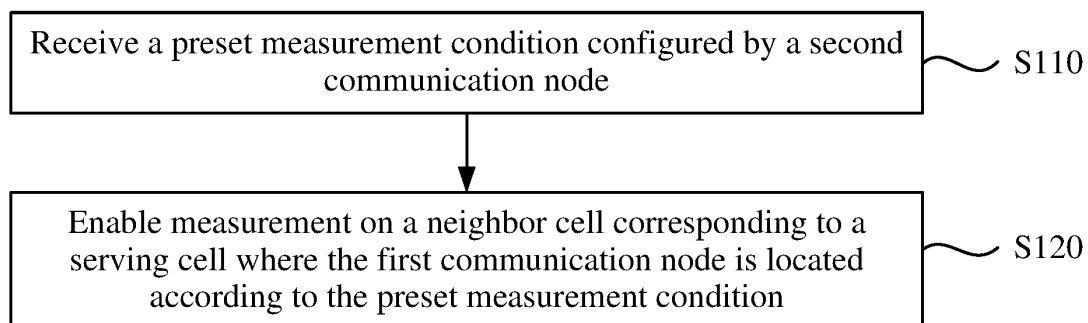 Receive a preset measurement condition configured by a second
communication node
S110
Enable measurement on a neighbor cell corresponding to a
serving cell where the first communication node is located
according to the preset measurement condition
S120